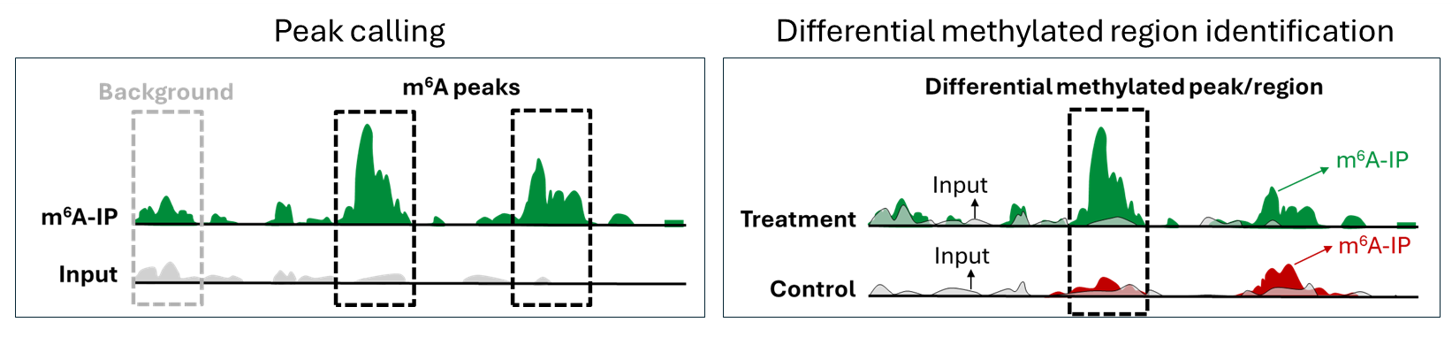 Peak calling
Background
m⁶A peaks
m⁶A-IP
Input
Differential methylated region identification
Differential methylated peak/region
m⁶A-IP
Input
Treatment
m⁶A-IP
Input
Control